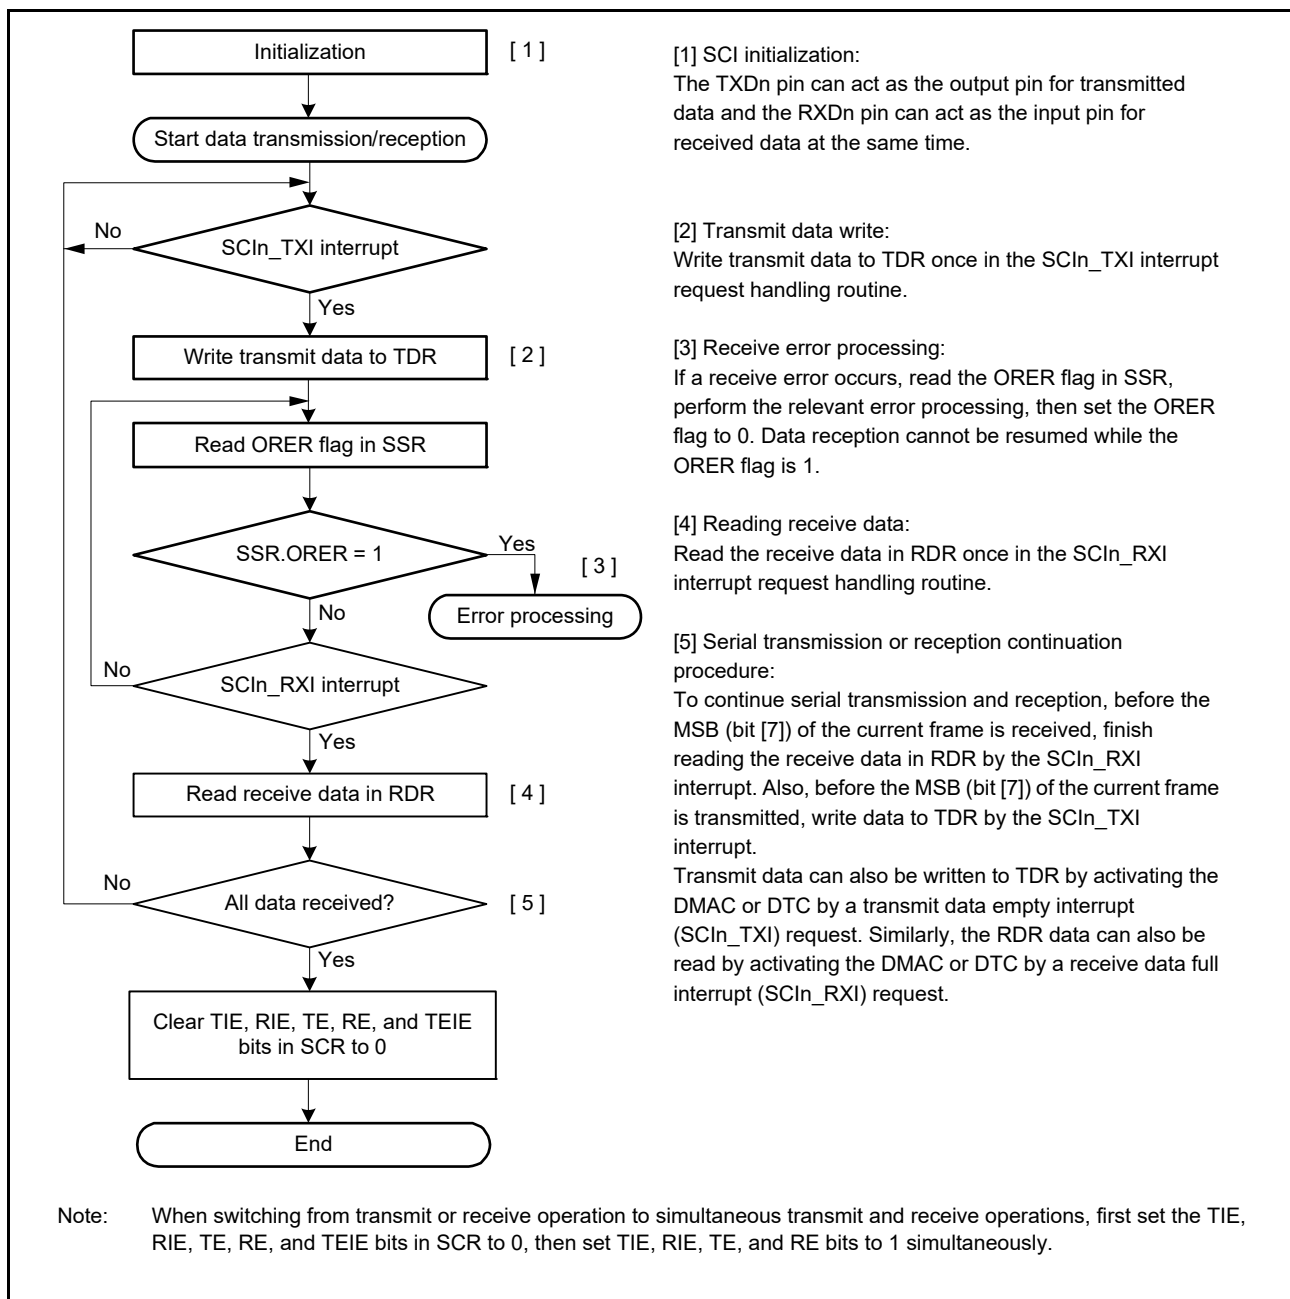 Initialization
[ 1 ]
Start data transmission/reception
No
SCIn_TXI interrupt
Yes
Write transmit data to TDR
[ 2 ]
Read ORER flag in SSR
SSR.ORER = 1
Yes
[ 3 ]
Error processing
No
No
SCIn_RXI interrupt
Yes
Read receive data in RDR
[ 4 ]
No
All data received?
[ 5 ]
Yes
Clear TIE, RIE, TE, RE, and TEIE
bits in SCR to 0
End
[1] SCI initialization:
The TXDn pin can act as the output pin for transmitted
data and the RXDn pin can act as the input pin for
received data at the same time.
[2] Transmit data write:
Write transmit data to TDR once in the SCIn_TXI interrupt
request handling routine.
[3] Receive error processing:
If a receive error occurs, read the ORER flag in SSR,
perform the relevant error processing, then set the ORER
flag to 0. Data reception cannot be resumed while the
ORER flag is 1.
[4] Reading receive data:
Read the receive data in RDR once in the SCIn_RXI
interrupt request handling routine.
[5] Serial transmission or reception continuation
procedure:
To continue serial transmission and reception, before the
MSB (bit [7]) of the current frame is received, finish
reading the receive data in RDR by the SCIn_RXI
interrupt. Also, before the MSB (bit [7]) of the current frame
is transmitted, write data to TDR by the SCIn_TXI
interrupt.
Transmit data can also be written to TDR by activating the
DMAC or DTC by a transmit data empty interrupt
(SCIn_TXI) request. Similarly, the RDR data can also be
read by activating the DMAC or DTC by a receive data full
interrupt (SCIn_RXI) request.
Note: When switching from transmit or receive operation to simultaneous transmit and receive operations, first set the TIE,
RIE, TE, RE, and TEIE bits in SCR to 0, then set TIE, RIE, TE, and RE bits to 1 simultaneously.